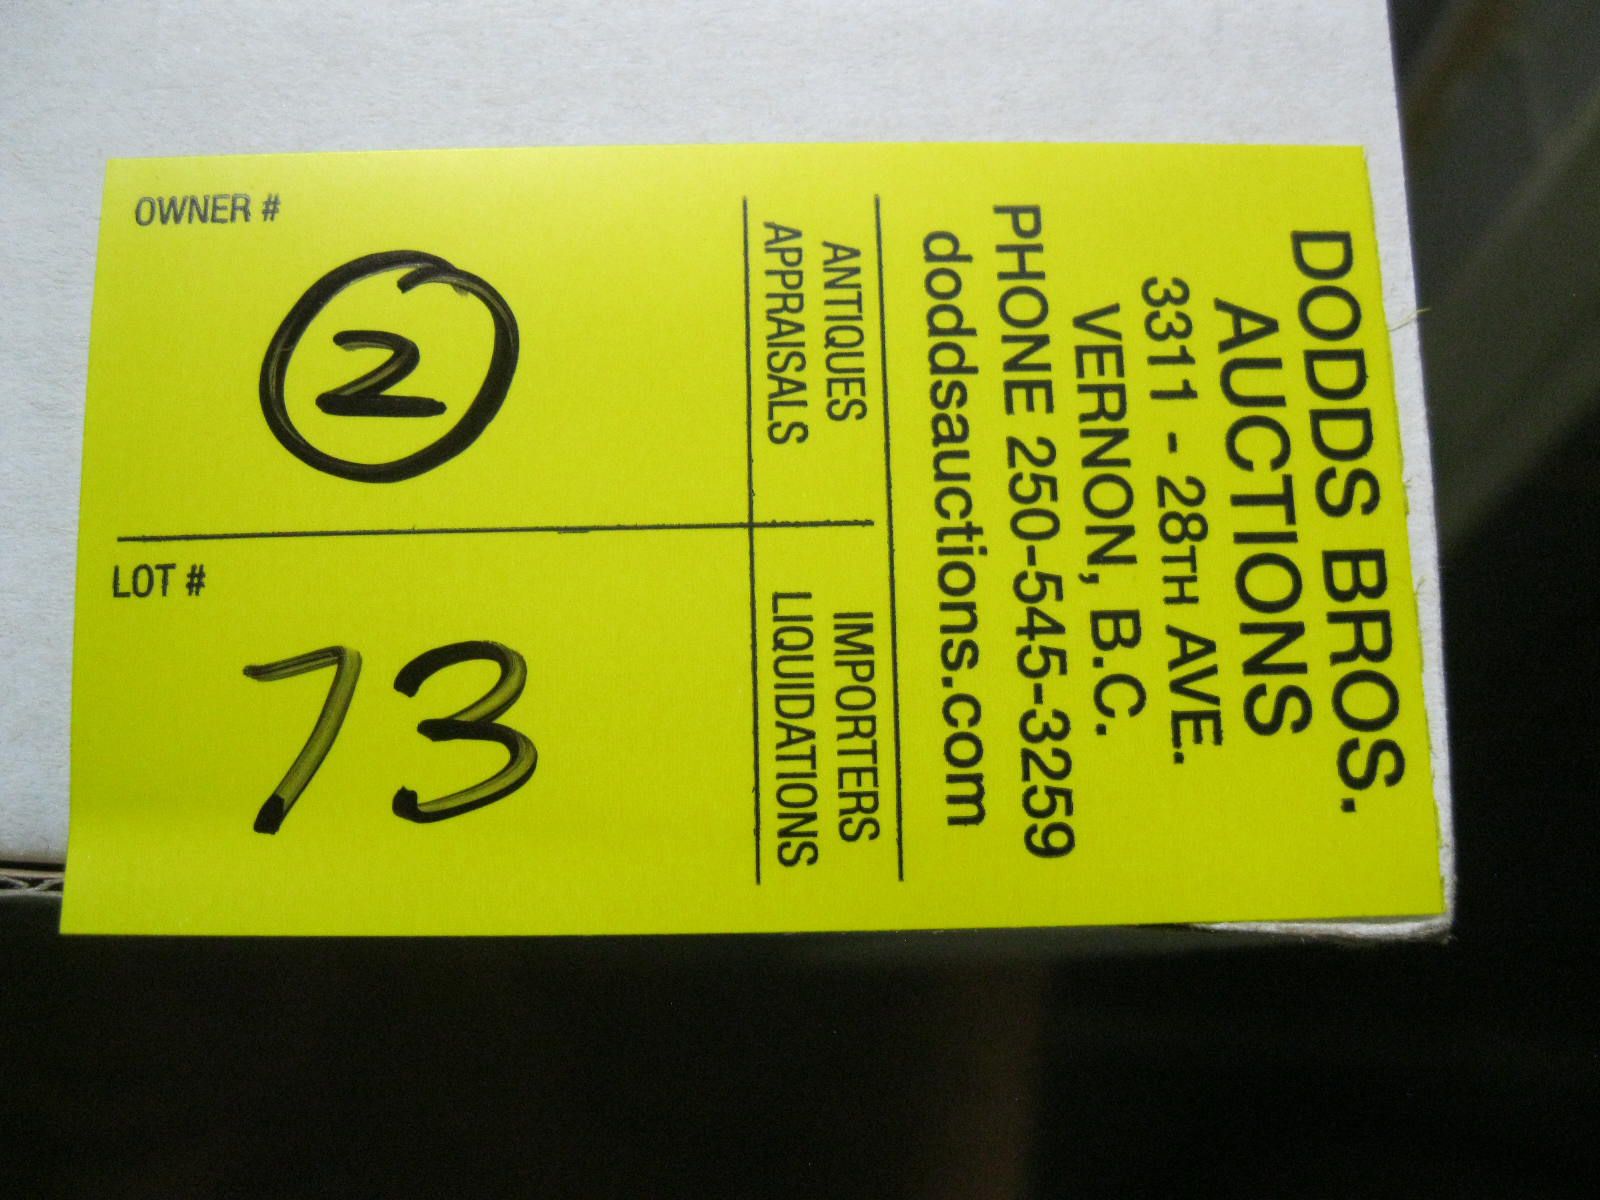 DODDS BROS.
AUCTIONS
3311 - 28TH AVE.
VERNON, B.C.
PHONE 250-545-3259
doddsauctions.com
ANTIQUES
APPRAISALS
IMPORTERS
LIQUIDATIONS
OWNER #
2
LOT #
73